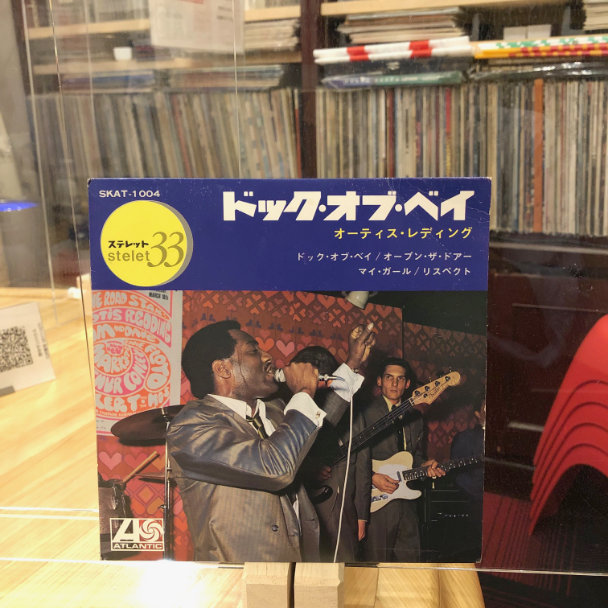 SKAT-1004
ドック・オブ・ベイ
オーティス・レディング
ステレット
stelet 33
ドック・オブ・ベイ / オープン・ザ・ドアー
マイ・ガール / リスペクト
ATLANTIC